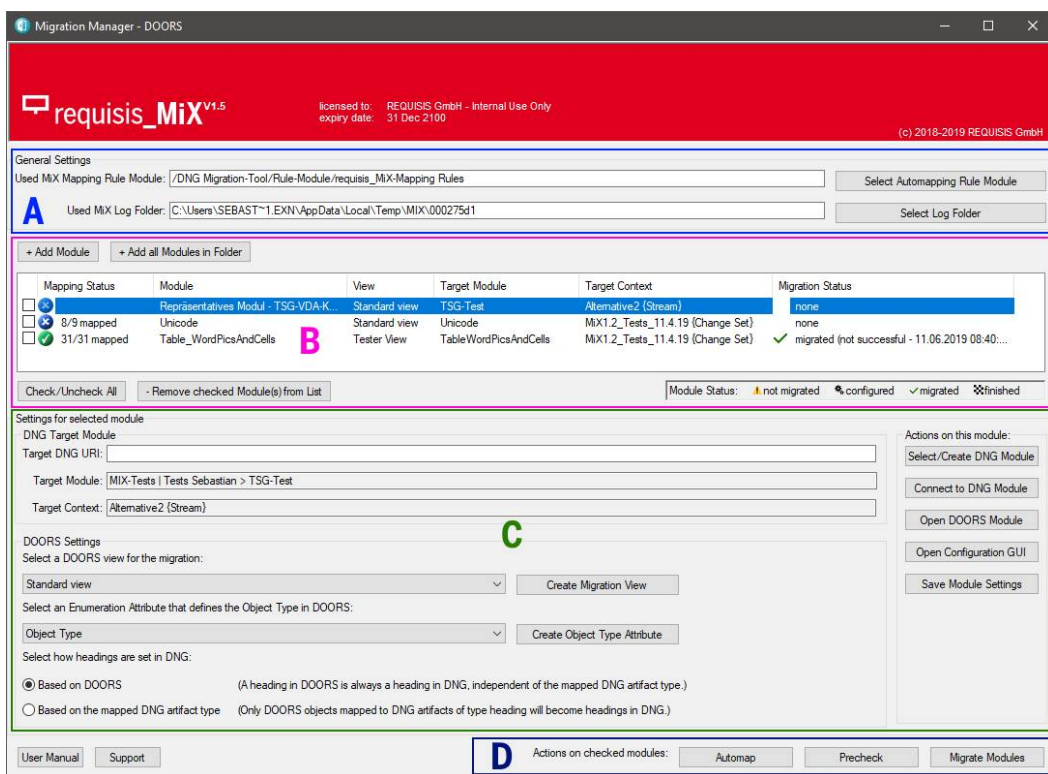 Migration Manager - DOORS
requisis_MiX V1.5
licensed to: REQUISIS GmbH - Internal Use Only
expiry date: 31 Dec 2100
(c) 2018-2019 REQUISIS GmbH
General Settings
Used MiX Mapping Rule Module: /DNG Migration-Tool/Rule-Module/requisis_MiX-Mapping Rules Select Automapping Rule Module
A
Used MiX Log Folder: C:\Users\SEBAST~1.EXN\AppData\Local\Temp\MIX\000275d1 Select Log Folder
+ Add Module + Add all Modules in Folder
Mapping Status Module View Target Module Target Context Migration Status
Repräsentatives Modul - TSG-VDA-K... Standard view TSG-Test Alternative2 {Stream} none
8/9 mapped Unicode Standard view Unicode MiX1.2_Tests_11.4.19 {Change Set} none
31/31 mapped Table_WordPicsAndCells Tester View TableWordPicsAndCells MiX1.2_Tests_11.4.19 {Change Set} migrated (not successful - 11.06.2019 08:40:...
B
Check/Uncheck All - Remove checked Module(s) from List Module Status: not migrated configured migrated finished
Settings for selected module
DNG Target Module Actions on this module:
Target DNG URI: Select/Create DNG Module
Target Module: MIX-Tests | Tests Sebastian > TSG-Test Connect to DNG Module
Target Context: Alternative2 {Stream} Open DOORS Module
C
DOORS Settings
Select a DOORS view for the migration: Open Configuration GUI
Standard view Create Migration View Save Module Settings
Select an Enumeration Attribute that defines the Object Type in DOORS:
Object Type Create Object Type Attribute
Select how headings are set in DNG:
Based on DOORS (A heading in DOORS is always a heading in DNG, independent of the mapped DNG artifact type.)
Based on the mapped DNG artifact type (Only DOORS objects mapped to DNG artifacts of type heading will become headings in DNG.)
User Manual Support D Actions on checked modules: Automap Precheck Migrate Modules